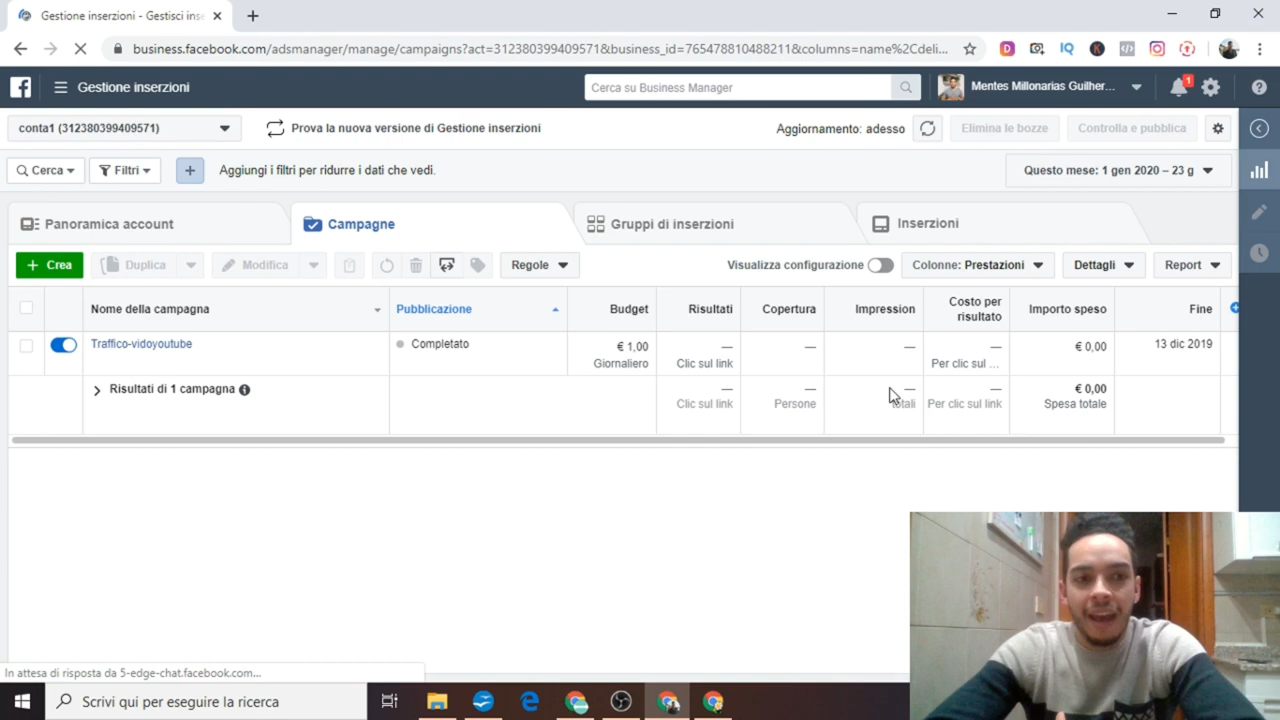 Gestione inserzioni - Gestisci inse
business.facebook.com/adsmanager/manage/campaigns?act=312380399409571&business_id=765478810488211&columns=name%2Cdeli...
Gestione inserzioni
Cerca su Business Manager
Mentes Millonarias Guilher...
1
conta1 (312380399409571)
Prova la nuova versione di Gestione inserzioni
Aggiornamento: adesso
Elimina le bozze
Controlla e pubblica
Cerca
Filtri
Aggiungi i filtri per ridurre i dati che vedi.
Questo mese: 1 gen 2020 – 23 g
Panoramica account
Campagne
Gruppi di inserzioni
Inserzioni
+ Crea
Duplica
Modifica
Regole
Visualizza configurazione
Colonne: Prestazioni
Dettagli
Report
Nome della campagna
Pubblicazione
Budget
Risultati
Copertura
Impression
Costo per risultato
Importo speso
Fine
Traffico-vidoyoutube
Completato
€ 1,00
Giornaliero
—
Clic sul link
—
—
—
Per clic sul ...
€ 0,00
13 dic 2019
Risultati di 1 campagna
—
Clic sul link
—
Persone
—
totali
—
Per clic sul link
€ 0,00
Spesa totale
In attesa di risposta da 5-edge-chat.facebook.com...
Scrivi qui per eseguire la ricerca